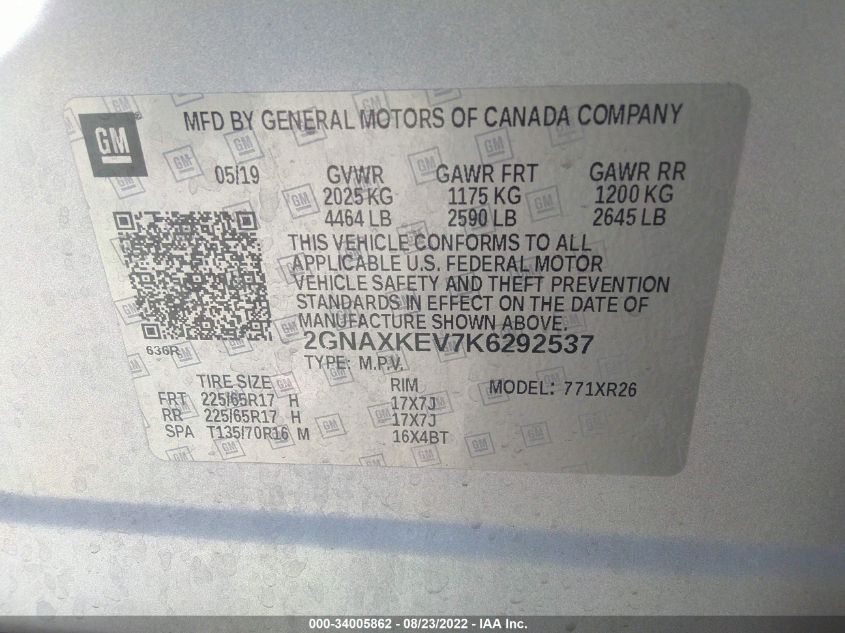 GM ® MFD BY GENERAL MOTORS OF CANADA COMPANY
05/19 GVWR GAWR FRT GAWR RR
2025 KG 1175 KG 1200 KG
4464 LB 2590 LB 2645 LB
THIS VEHICLE CONFORMS TO ALL
APPLICABLE U.S. FEDERAL MOTOR
VEHICLE SAFETY AND THEFT PREVENTION
STANDARDS IN EFFECT ON THE DATE OF
MANUFACTURE SHOWN ABOVE.
636R 2GNAXKEV7K6292537
TYPE: M.P.V.
TIRE SIZE RIM MODEL: 771XR26
FRT 225/65R17 H 17X7J
RR 225/65R17 H 17X7J
SPA T135/70R16 M 16X4BT
000-34005862 - 08/23/2022 - IAA Inc.